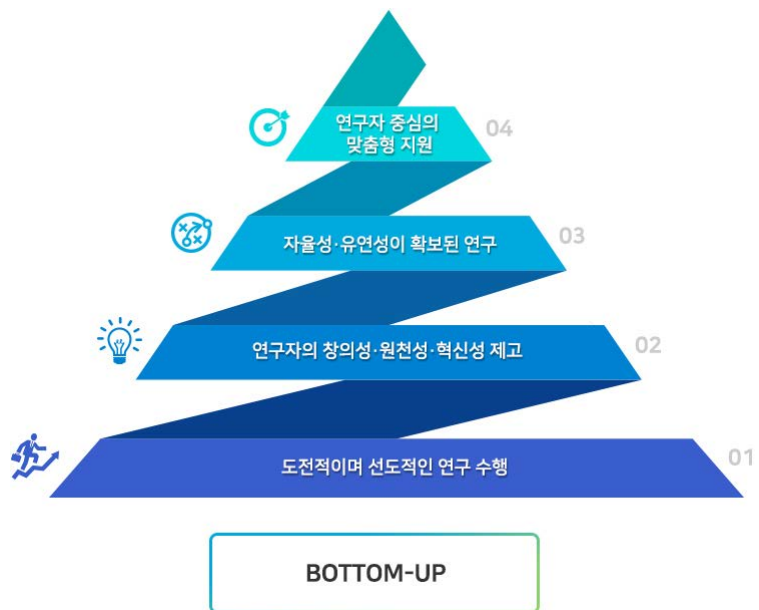 연구자 중심의
맞춤형 지원
04
자율성·유연성이 확보된 연구
03
연구자의 창의성·원천성·혁신성 제고
02
도전적이며 선도적인 연구 수행
01
BOTTOM-UP